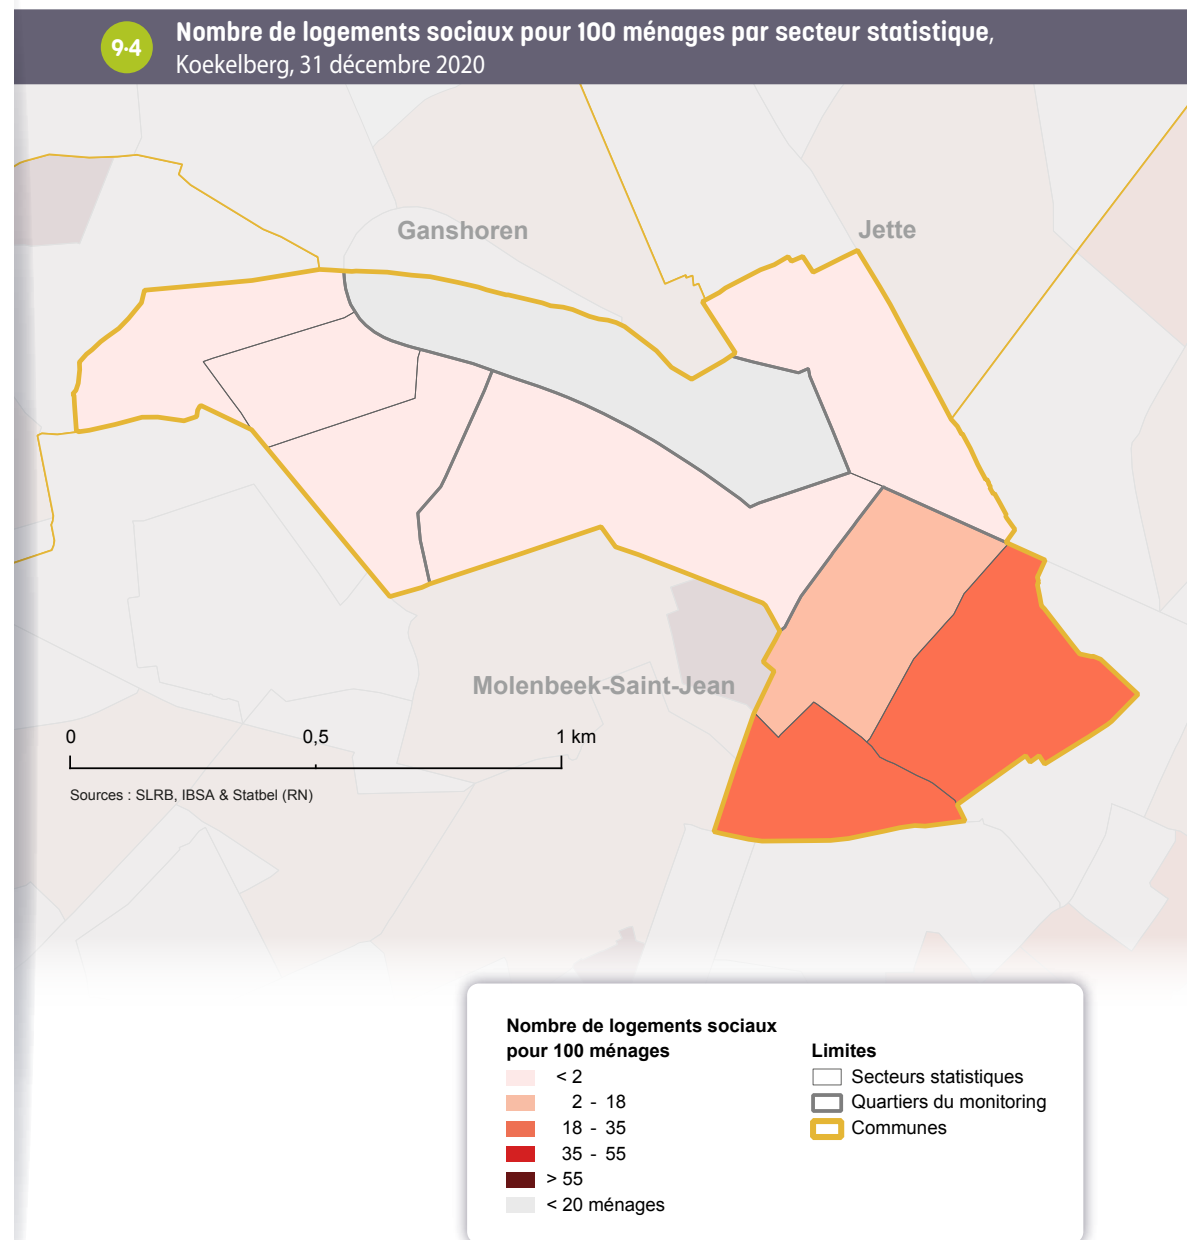 9·4
Nombre de logements sociaux pour 100 ménages par secteur statistique,
Koekelberg, 31 décembre 2020
Ganshoren
Jette
Molenbeek-Saint-Jean
0 0,5 1 km
Sources : SLRB, IBSA & Statbel (RN)
Nombre de logements sociaux
pour 100 ménages
< 2
2 - 18
18 - 35
35 - 55
> 55
< 20 ménages
Limites
Secteurs statistiques
Quartiers du monitoring
Communes